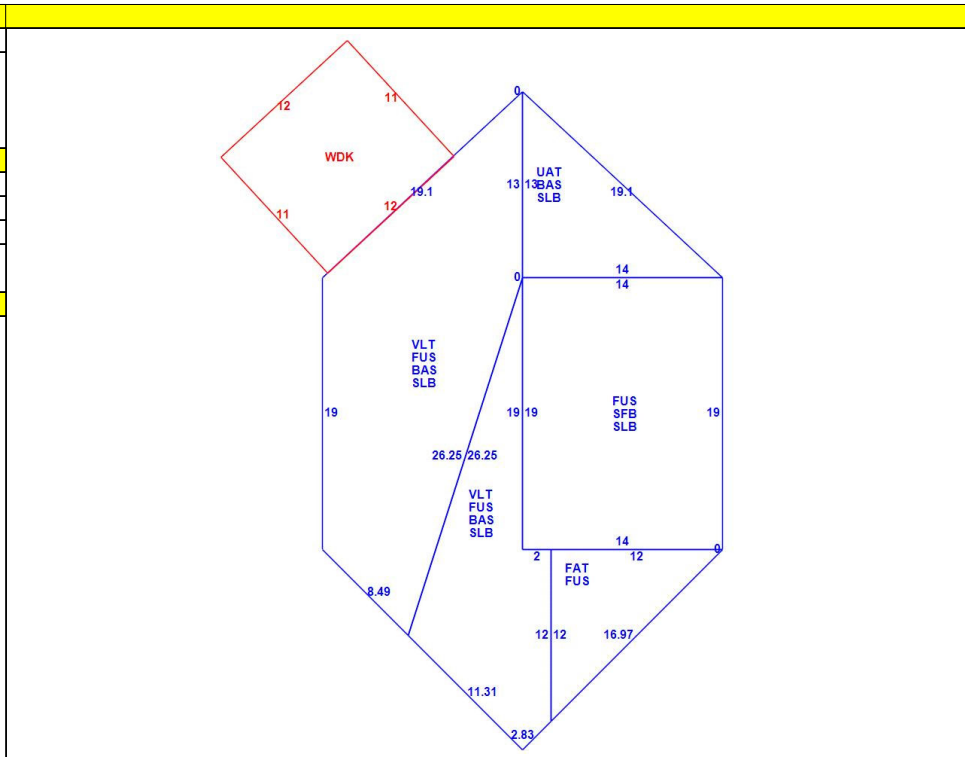 0
12
11
WDK
UAT
13 13 BAS
SLB
19.1
19.1
12
11
14
0
14
VLT
FUS
BAS
SLB
FUS
SFB
SLB
19
19 19
19
26.25 26.25
VLT
FUS
BAS
SLB
14
0
2
12
FAT
FUS
8.49
12 12
16.97
11.31
2.83